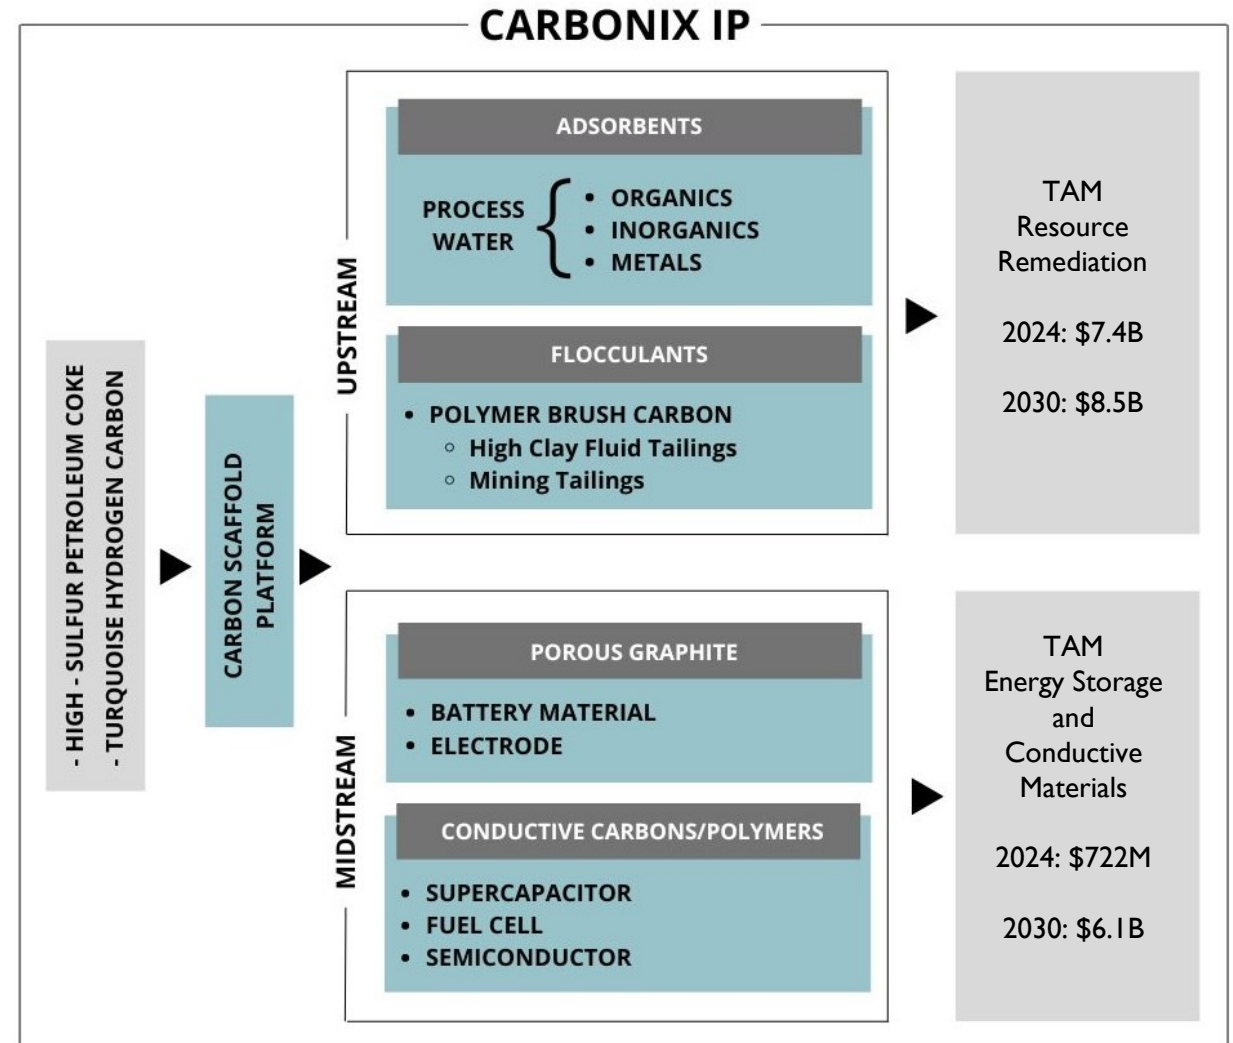 CARBONIX IP
- HIGH - SULFUR PETROLEUM COKE
- TURQUOISE HYDROGEN CARBON
CARBON SCAFFOLD
PLATFORM
UPSTREAM
ADSORBENTS
PROCESS
WATER
• ORGANICS
• INORGANICS
• METALS
FLOCCULANTS
• POLYMER BRUSH CARBON
○ High Clay Fluid Tailings
○ Mining Tailings
TAM
Resource
Remediation
2024: $7.4B
2030: $8.5B
MIDSTREAM
POROUS GRAPHITE
• BATTERY MATERIAL
• ELECTRODE
CONDUCTIVE CARBONS/POLYMERS
• SUPERCAPACITOR
• FUEL CELL
• SEMICONDUCTOR
TAM
Energy Storage
and
Conductive
Materials
2024: $722M
2030: $6.1B